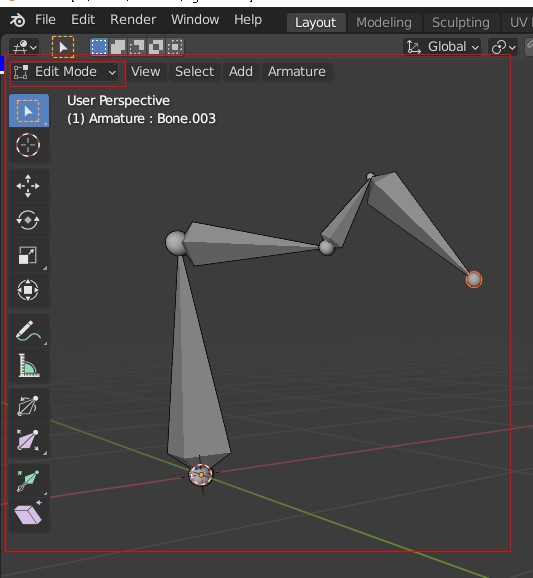 File Edit Render Window Help Layout Modeling Sculpting UV
Global
Edit Mode View Select Add Armature
User Perspective
(1) Armature : Bone.003